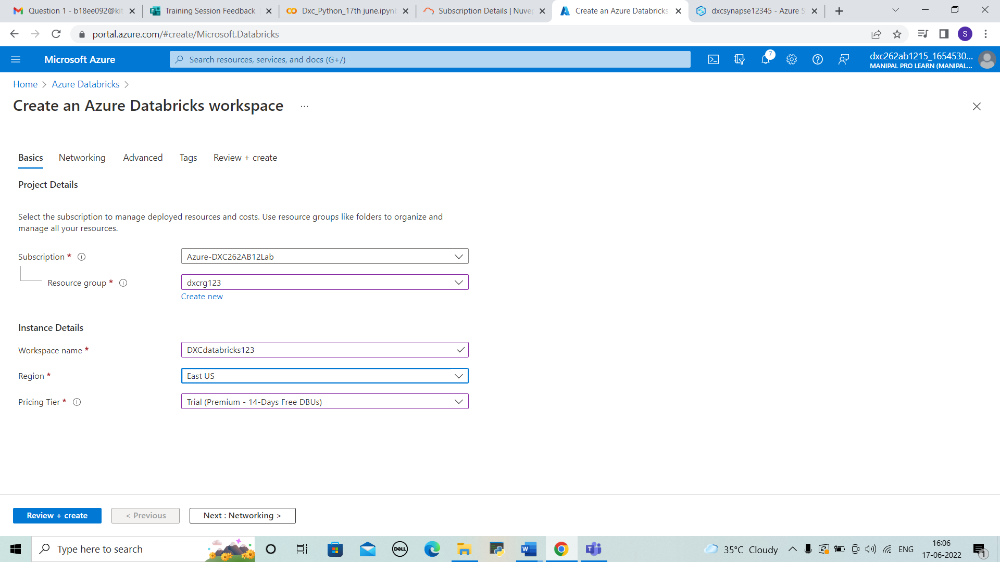 Question 1 - b18ee092@kit
Training Session Feedback
Dxc_Python_17th june.ipynb
Subscription Details | Nuvep
Create an Azure Databricks
dxcsynapse12345 - Azure S
portal.azure.com/#create/Microsoft.Databricks
S
Microsoft Azure
Search resources, services, and docs (G+/)
7
dxc262ab1215_1654530...
MANIPAL PRO LEARN (MANIPAL...
Home > Azure Databricks >
Create an Azure Databricks workspace ...
Basics
Networking
Advanced
Tags
Review + create
Project Details
Select the subscription to manage deployed resources and costs. Use resource groups like folders to organize and
manage all your resources.
Subscription *
Azure-DXC262AB12Lab
Resource group *
dxcrg123
Create new
Instance Details
Workspace name *
DXCdatabricks123
Region *
East US
Pricing Tier *
Trial (Premium - 14-Days Free DBUs)
Review + create
< Previous
Next : Networking >
Type here to search
DELL
35°C Cloudy
ENG
16:06
17-06-2022
1